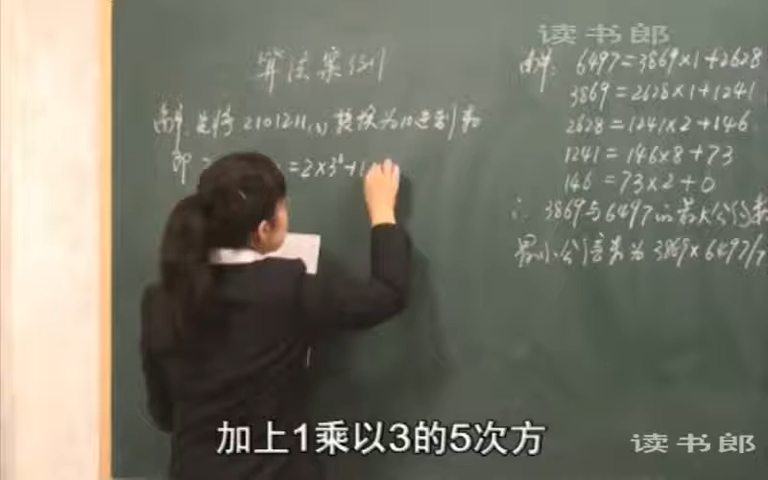 读书郎
算法案例
解: 先将2101211(3)转换为10进制数
即
=2×3⁶+1
解: 6497=3869×1+2628
3869=2628×1+1241
2628=1241×2+146
1241=146×8+73
146=73×2+0
∴ 3869与6497的最大公约数
最小公倍数为3869×6497/7
加上1乘以3的5次方
读书郎